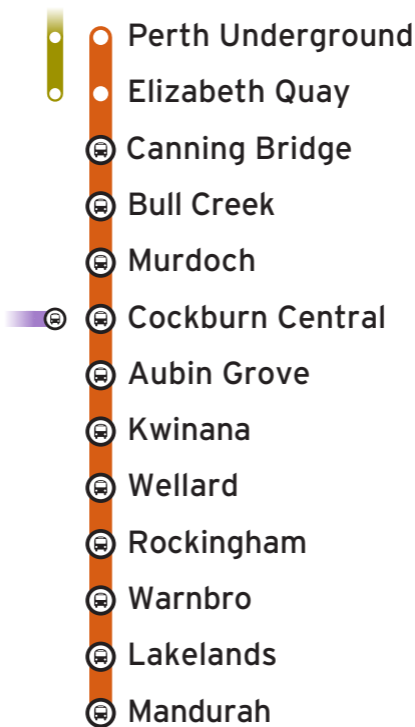 Perth Underground
Elizabeth Quay
Canning Bridge
Bull Creek
Murdoch
Cockburn Central
Aubin Grove
Kwinana
Wellard
Rockingham
Warnbro
Lakelands
Mandurah